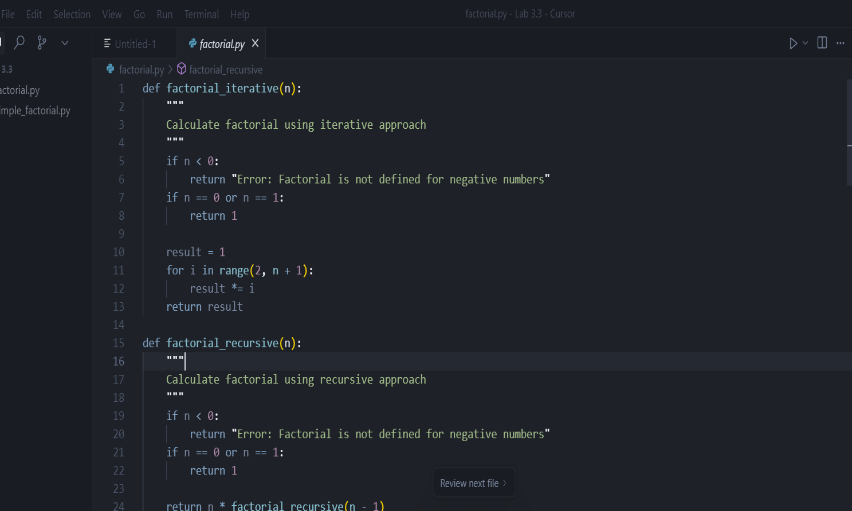 File Edit Selection View Go Run Terminal Help
factorial.py - Lab 3.3 - Cursor
Untitled-1
factorial.py
3.3
factorial.py > factorial_recursive
actorial.py
imple_factorial.py
1 def factorial_iterative(n):
2 """
3 Calculate factorial using iterative approach
4 """
5 if n < 0:
6 return "Error: Factorial is not defined for negative numbers"
7 if n == 0 or n == 1:
8 return 1
9
10 result = 1
11 for i in range(2, n + 1):
12 result *= i
13 return result
14
15 def factorial_recursive(n):
16 """
17 Calculate factorial using recursive approach
18 """
19 if n < 0:
20 return "Error: Factorial is not defined for negative numbers"
21 if n == 0 or n == 1:
22 return 1
23
24 return n * factorial_recursive(n - 1)
Review next file >